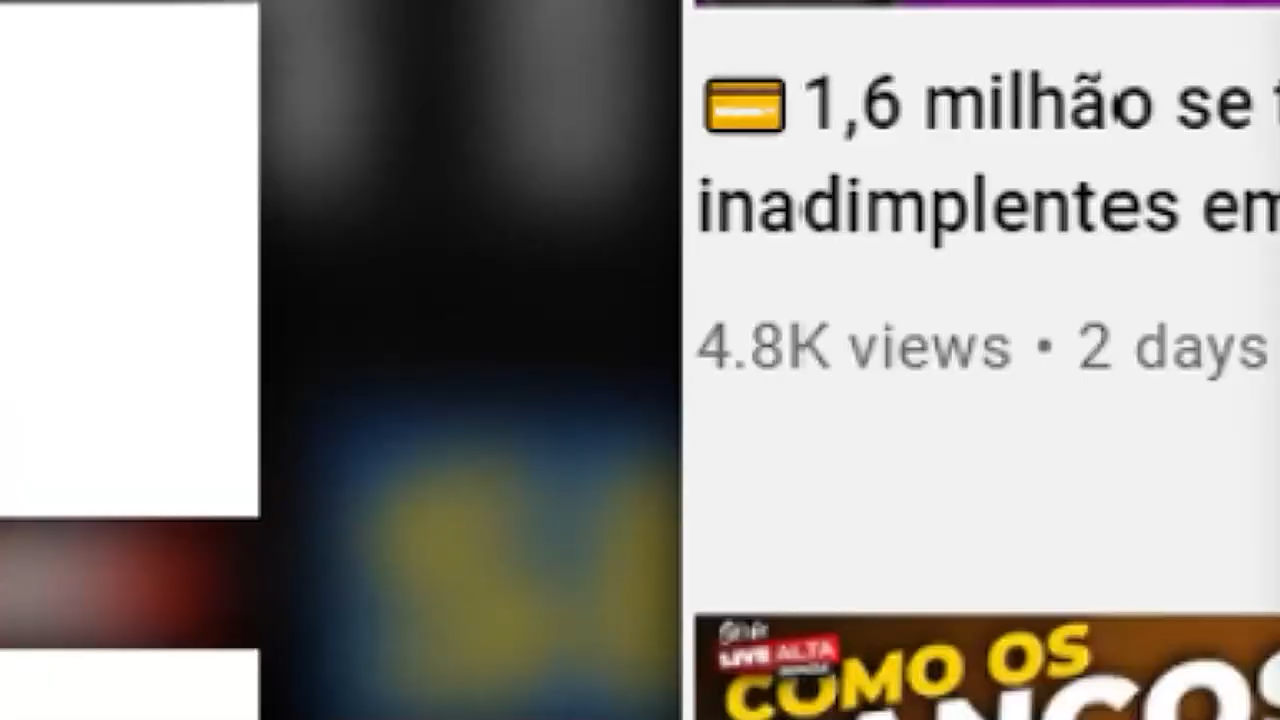 1,6 milhão se
inadimplentes em
4.8K views • 2 days
LIVE ALTA
COMO OS